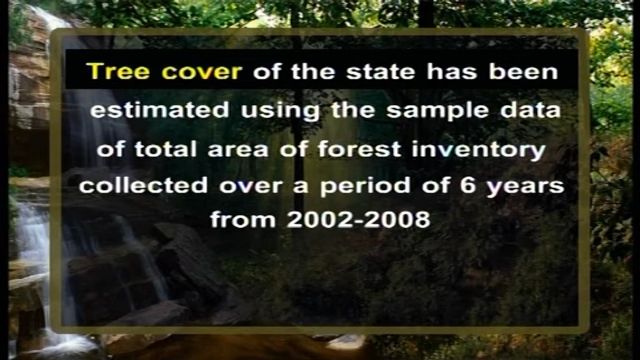 Tree cover of the state has been
estimated using the sample data
of total area of forest inventory
collected over a period of 6 years
from 2002-2008